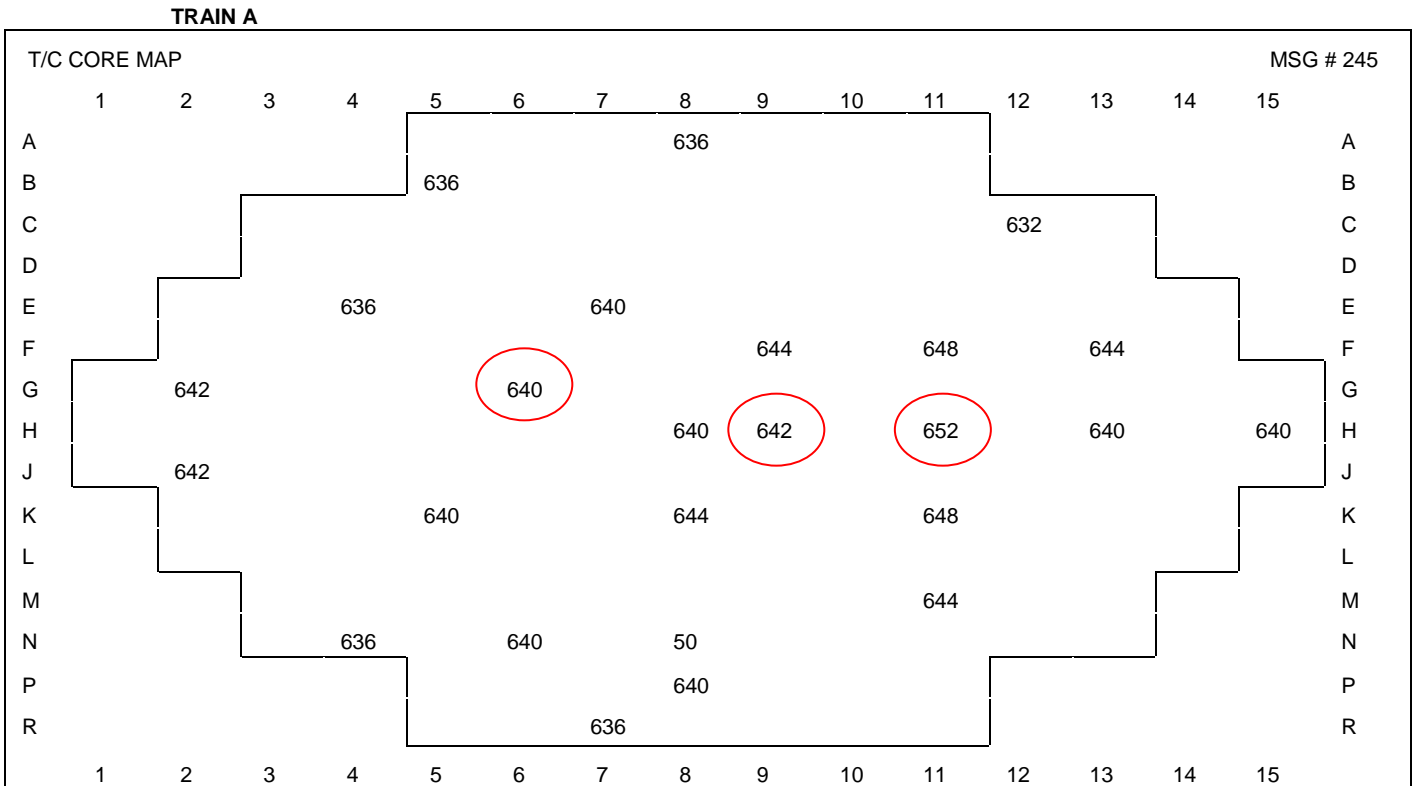 TRAIN A
T/C CORE MAP MSG # 245
1 2 3 4 5 6 7 8 9 10 11 12 13 14 15
A 636 A
B 636 B
C 632 C
D D
E 636 640 E
F 644 648 644 F
G 642 640 G
H 640 642 652 640 640 H
J 642 J
K 640 644 648 K
L L
M 644 M
N 636 640 50 N
P 640 P
R 636 R
1 2 3 4 5 6 7 8 9 10 11 12 13 14 15